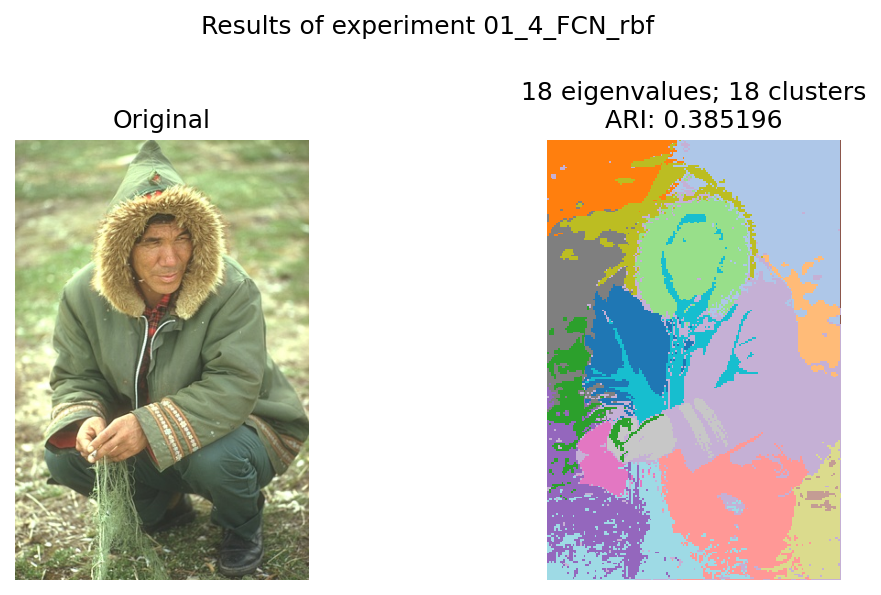 Results of experiment 01_4_FCN_rbf
Original
18 eigenvalues; 18 clusters
ARI: 0.385196